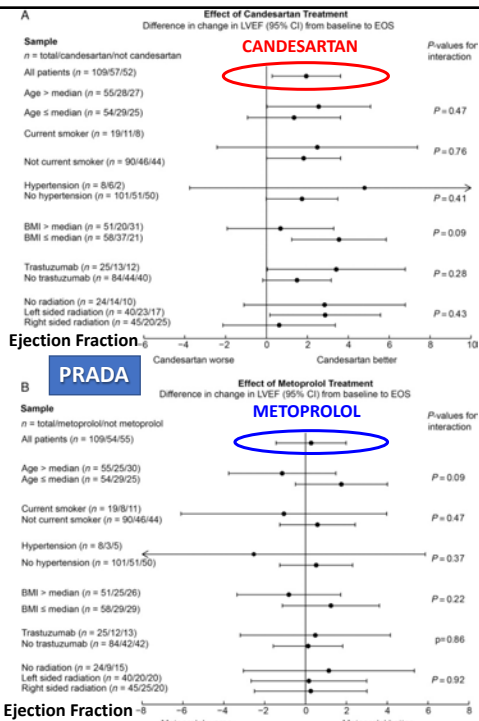 A
Effect of Candesartan Treatment
Difference in change in LVEF (95% CI) from baseline to EOS
Sample
CANDESARTAN
P-values for
interaction
n = total/candesartan/not candesartan
All patients (n = 109/57/52)
Age > median (n = 55/28/27)
Age ≤ median (n = 54/29/25)
P = 0.47
Current smoker (n = 19/11/8)
P = 0.76
Not current smoker (n = 90/46/44)
Hypertension (n = 8/6/2)
No hypertension (n = 101/51/50)
P = 0.41
BMI > median (n = 51/20/31)
BMI ≤ median (n = 58/37/21)
P = 0.09
Trastuzumab (n = 25/13/12)
No trastuzumab (n = 84/44/40)
P = 0.28
No radiation (n = 24/14/10)
Left sided radiation (n = 40/23/17)
Right sided radiation (n = 45/20/25)
P = 0.43
Ejection Fraction
-6 -4 -2 0 2 4 6 8 10
Candesartan worse Candesartan better
PRADA
B
Effect of Metoprolol Treatment
Difference in change in LVEF (95% CI) from baseline to EOS
Sample
METOPROLOL
P-values for
interaction
n = total/metoprolol/not metoprolol
All patients (n = 109/54/55)
Age > median (n = 55/25/30)
Age ≤ median (n = 54/29/25)
P = 0.09
Current smoker (n = 19/8/11)
Not current smoker (n = 90/46/44)
P = 0.47
Hypertension (n = 8/3/5)
P = 0.37
No hypertension (n = 101/51/50)
BMI > median (n = 51/25/26)
P = 0.22
BMI ≤ median (n = 58/29/29)
Trastuzumab (n = 25/12/13)
No trastuzumab (n = 84/42/42)
p=0.86
No radiation (n = 24/9/15)
Left sided radiation (n = 40/20/20)
Right sided radiation (n = 45/25/20)
P = 0.92
Ejection Fraction
-8 -6 -4 -2 0 2 4 6 8